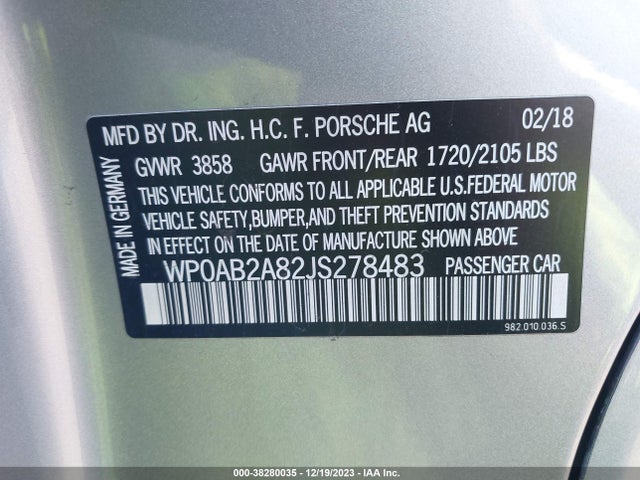 MFD BY DR. ING. H.C. F. PORSCHE AG 02/18
GVWR 3858 GAWR FRONT/REAR 1720/2105 LBS
THIS VEHICLE CONFORMS TO ALL APPLICABLE U.S.FEDERAL MOTOR
VEHICLE SAFETY,BUMPER,AND THEFT PREVENTION STANDARDS
IN EFFECT ON THE DATE OF MANUFACTURE SHOWN ABOVE
WP0AB2A82JS278483 PASSENGER CAR
982.010.036.S
MADE IN GERMANY
000-38280035 - 12/19/2023 - IAA Inc.